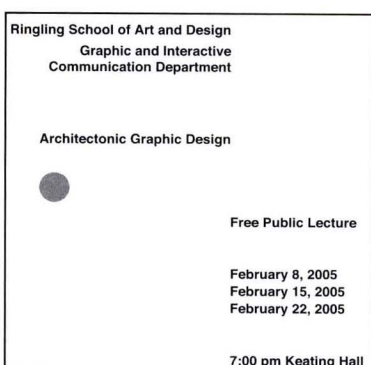 Ringling School of Art and Design
Graphic and Interactive
Communication Department
Architectonic Graphic Design
Free Public Lecture
February 8, 2005
February 15, 2005
February 22, 2005
7:00 pm Keating Hall